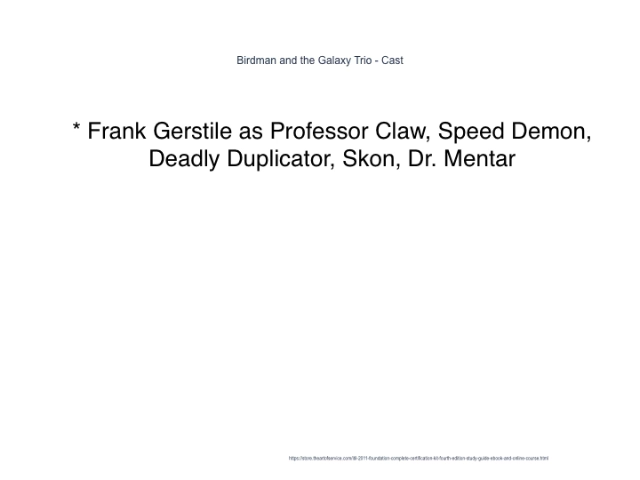 Birdman and the Galaxy Trio - Cast
* Frank Gerstile as Professor Claw, Speed Demon,
Deadly Duplicator, Skon, Dr. Mentar